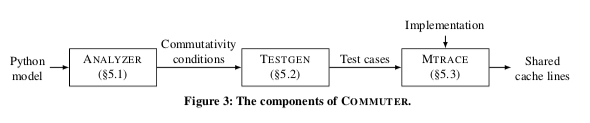 Implementation
Python
model
ANALYZER
(§5.1)
Commutativity
conditions
TESTGEN
(§5.2)
Test cases
MTRACE
(§5.3)
Shared
cache lines
Figure 3: The components of COMMUTER.